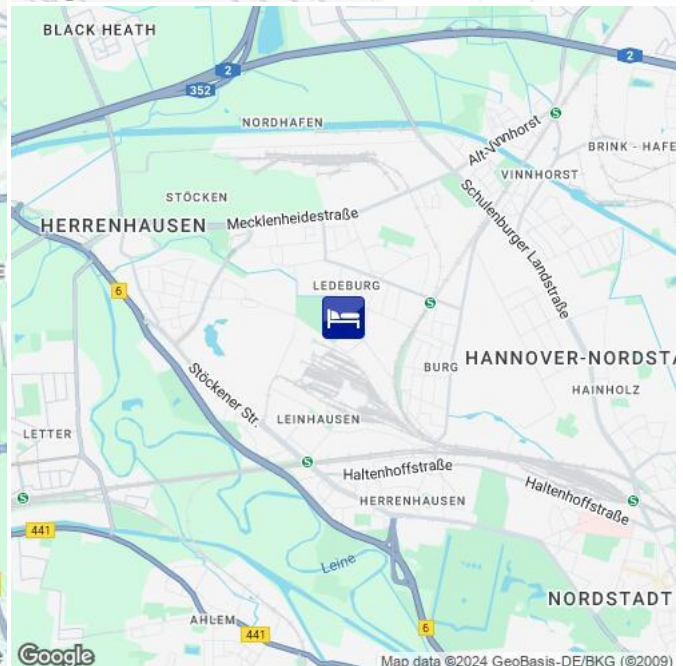 BLACK HEATH
2
352
2
NORDHAFEN
Alt-Vinnhorst
BRINK - HAFE
VINNHORST
STÖCKEN
HERRENHAUSEN
Mecklenheidestraße
Schulenburger Landstraße
6
LEDEBURG
BURG
HANNOVER-NORDSTA
HAINHOLZ
Stöckener Str.
LEINHAUSEN
LETTER
Haltenhoffstraße
Haltenhoffstraße
HERRENHAUSEN
441
Leine
NORDSTADT
AHLEM
441
6
S
S
S
S
S
Google
Map data ©2024 GeoBasis-DE/BKG (©2009)